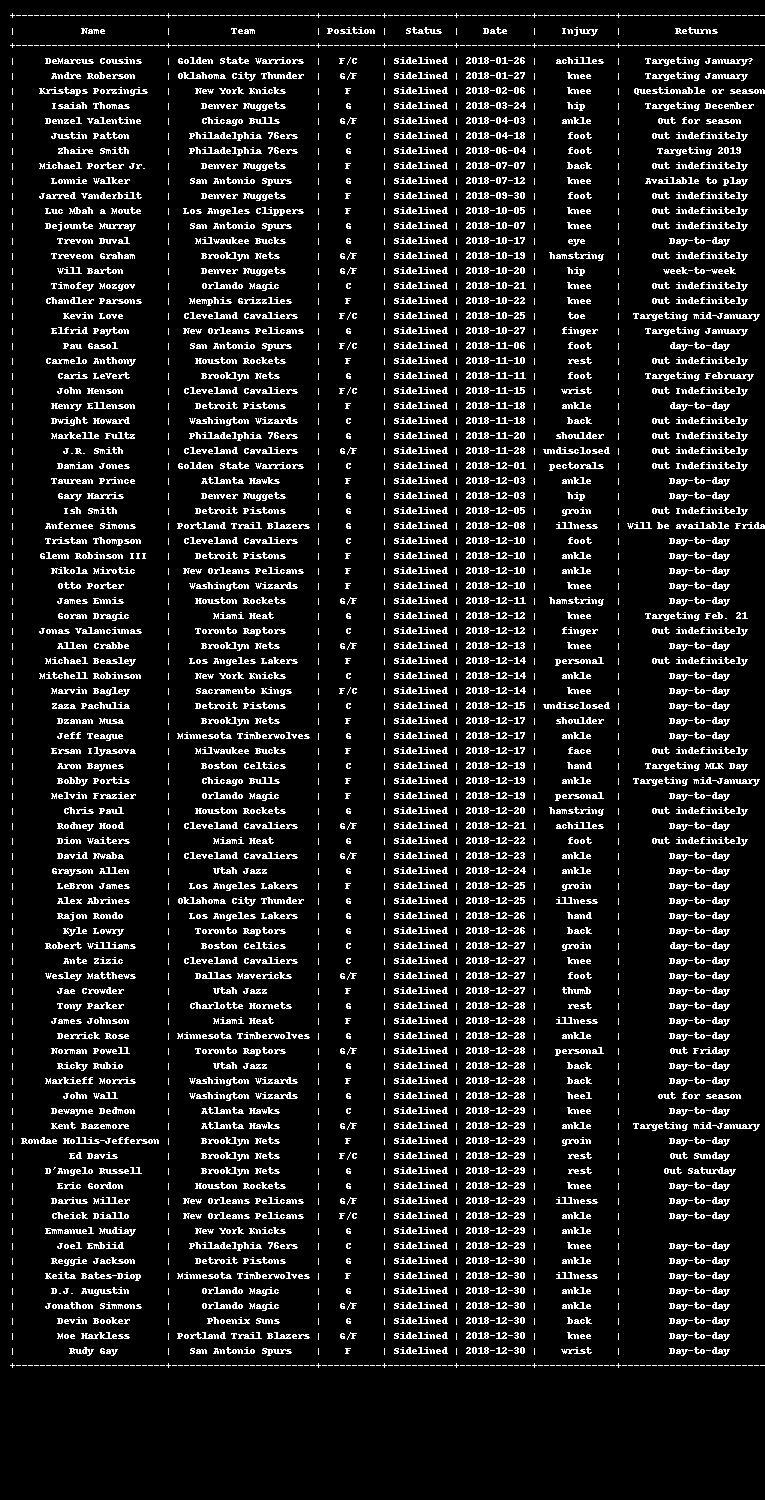 | Name | Team | Position | Status | Date | Injury | Returns
| DeMarcus Cousins | Golden State Warriors | F/C | Sidelined | 2018-01-26 | achilles | Targeting January?
| Andre Roberson | Oklahoma City Thunder | G/F | Sidelined | 2018-01-27 | knee | Targeting January
| Kristaps Porzingis | New York Knicks | F | Sidelined | 2018-02-06 | knee | Questionable or season
| Isaiah Thomas | Denver Nuggets | G | Sidelined | 2018-03-24 | hip | Targeting December
| Denzel Valentine | Chicago Bulls | G/F | Sidelined | 2018-04-03 | ankle | Out for season
| Justin Patton | Philadelphia 76ers | C | Sidelined | 2018-04-18 | foot | Out indefinitely
| Zhaire Smith | Philadelphia 76ers | G | Sidelined | 2018-06-04 | foot | Targeting 2019
| Michael Porter Jr. | Denver Nuggets | F | Sidelined | 2018-07-07 | back | Out indefinitely
| Lonnie Walker | San Antonio Spurs | G | Sidelined | 2018-07-12 | knee | Available to play
| Jarred Vanderbilt | Denver Nuggets | F | Sidelined | 2018-09-30 | foot | Out indefinitely
| Luc Mbah a Moute | Los Angeles Clippers | F | Sidelined | 2018-10-05 | knee | Out indefinitely
| Dejounte Murray | San Antonio Spurs | G | Sidelined | 2018-10-07 | knee | Out indefinitely
| Trevon Duval | Milwaukee Bucks | G | Sidelined | 2018-10-17 | eye | Day-to-day
| Treveon Graham | Brooklyn Nets | G/F | Sidelined | 2018-10-19 | hamstring | Out indefinitely
| Will Barton | Denver Nuggets | G/F | Sidelined | 2018-10-20 | hip | week-to-week
| Timofey Mozgov | Orlando Magic | C | Sidelined | 2018-10-21 | knee | Out indefinitely
| Chandler Parsons | Memphis Grizzlies | F | Sidelined | 2018-10-22 | knee | Out indefinitely
| Kevin Love | Cleveland Cavaliers | F/C | Sidelined | 2018-10-25 | toe | Targeting mid-January
| Elfrid Payton | New Orleans Pelicans | G | Sidelined | 2018-10-27 | finger | Targeting January
| Pau Gasol | San Antonio Spurs | F/C | Sidelined | 2018-11-06 | foot | day-to-day
| Carmelo Anthony | Houston Rockets | F | Sidelined | 2018-11-10 | rest | Out indefinitely
| Caris LeVert | Brooklyn Nets | G | Sidelined | 2018-11-11 | foot | Targeting February
| John Henson | Cleveland Cavaliers | F/C | Sidelined | 2018-11-15 | wrist | Out Indefinitely
| Henry Ellenson | Detroit Pistons | F | Sidelined | 2018-11-18 | ankle | day-to-day
| Dwight Howard | Washington Wizards | C | Sidelined | 2018-11-18 | back | Out indefinitely
| Markelle Fultz | Philadelphia 76ers | G | Sidelined | 2018-11-20 | shoulder | Out Indefinitely
| J.R. Smith | Cleveland Cavaliers | G/F | Sidelined | 2018-11-28 | undisclosed | Out Indefinitely
| Damian Jones | Golden State Warriors | C | Sidelined | 2018-12-01 | pectorals | Out Indefinitely
| Taurean Prince | Atlanta Hawks | F | Sidelined | 2018-12-03 | ankle | Day-to-day
| Gary Harris | Denver Nuggets | G | Sidelined | 2018-12-03 | hip | Day-to-day
| Ish Smith | Detroit Pistons | G | Sidelined | 2018-12-05 | groin | Out Indefinitely
| Anfernee Simons | Portland Trail Blazers | G | Sidelined | 2018-12-08 | illness | Will be available Frida
| Tristan Thompson | Cleveland Cavaliers | C | Sidelined | 2018-12-10 | foot | Day-to-day
| Glenn Robinson III | Detroit Pistons | F | Sidelined | 2018-12-10 | ankle | Day-to-day
| Nikola Mirotic | New Orleans Pelicans | F | Sidelined | 2018-12-10 | ankle | Day-to-day
| Otto Porter | Washington Wizards | F | Sidelined | 2018-12-10 | knee | Day-to-day
| James Ennis | Houston Rockets | G/F | Sidelined | 2018-12-11 | hamstring | Day-to-day
| Goran Dragic | Miami Heat | G | Sidelined | 2018-12-12 | knee | Targeting Feb. 21
| Jonas Valanciunas | Toronto Raptors | C | Sidelined | 2018-12-12 | finger | Out indefinitely
| Allen Crabbe | Brooklyn Nets | G/F | Sidelined | 2018-12-13 | knee | Day-to-day
| Michael Beasley | Los Angeles Lakers | F | Sidelined | 2018-12-14 | personal | Out indefinitely
| Mitchell Robinson | New York Knicks | C | Sidelined | 2018-12-14 | ankle | Day-to-day
| Marvin Bagley | Sacramento Kings | F/C | Sidelined | 2018-12-14 | knee | Day-to-day
| Zaza Pachulia | Detroit Pistons | C | Sidelined | 2018-12-15 | undisclosed | Day-to-day
| Dzanan Musa | Brooklyn Nets | F | Sidelined | 2018-12-17 | shoulder | Day-to-day
| Jeff Teague | Minnesota Timberwolves | G | Sidelined | 2018-12-17 | ankle | Day-to-day
| Ersan Ilyasova | Milwaukee Bucks | F | Sidelined | 2018-12-17 | face | Out indefinitely
| Aron Baynes | Boston Celtics | C | Sidelined | 2018-12-19 | hand | Targeting MLK Day
| Bobby Portis | Chicago Bulls | F | Sidelined | 2018-12-19 | ankle | Targeting mid-January
| Melvin Frazier | Orlando Magic | F | Sidelined | 2018-12-19 | personal | Day-to-day
| Chris Paul | Houston Rockets | G | Sidelined | 2018-12-20 | hamstring | Out indefinitely
| Rodney Hood | Cleveland Cavaliers | G/F | Sidelined | 2018-12-21 | achilles | Day-to-day
| Dion Waiters | Miami Heat | G | Sidelined | 2018-12-22 | foot | Out indefinitely
| David Nwaba | Cleveland Cavaliers | G/F | Sidelined | 2018-12-23 | ankle | Day-to-day
| Grayson Allen | Utah Jazz | G | Sidelined | 2018-12-24 | ankle | Day-to-day
| LeBron James | Los Angeles Lakers | F | Sidelined | 2018-12-25 | groin | Day-to-day
| Alex Abrines | Oklahoma City Thunder | G | Sidelined | 2018-12-25 | illness | Day-to-day
| Rajon Rondo | Los Angeles Lakers | G | Sidelined | 2018-12-26 | hand | Day-to-day
| Kyle Lowry | Toronto Raptors | G | Sidelined | 2018-12-26 | back | Day-to-day
| Robert Williams | Boston Celtics | C | Sidelined | 2018-12-27 | groin | day-to-day
| Ante Zizic | Cleveland Cavaliers | C | Sidelined | 2018-12-27 | knee | Day-to-day
| Wesley Matthews | Dallas Mavericks | G/F | Sidelined | 2018-12-27 | foot | Day-to-day
| Jae Crowder | Utah Jazz | F | Sidelined | 2018-12-27 | thumb | Day-to-day
| Tony Parker | Charlotte Hornets | G | Sidelined | 2018-12-28 | rest | Day-to-day
| James Johnson | Miami Heat | F | Sidelined | 2018-12-28 | illness | Day-to-day
| Derrick Rose | Minnesota Timberwolves | G | Sidelined | 2018-12-28 | ankle | Day-to-day
| Norman Powell | Toronto Raptors | G/F | Sidelined | 2018-12-28 | personal | Out Friday
| Ricky Rubio | Utah Jazz | G | Sidelined | 2018-12-28 | back | Day-to-day
| Markieff Morris | Washington Wizards | F | Sidelined | 2018-12-28 | back | Day-to-day
| John Wall | Washington Wizards | G | Sidelined | 2018-12-28 | heel | out for season
| Dewayne Dedmon | Atlanta Hawks | C | Sidelined | 2018-12-29 | knee | Day-to-day
| Kent Bazemore | Atlanta Hawks | G/F | Sidelined | 2018-12-29 | ankle | Targeting mid-January
| Rondae Hollis-Jefferson | Brooklyn Nets | F | Sidelined | 2018-12-29 | groin | Day-to-day
| Ed Davis | Brooklyn Nets | F/C | Sidelined | 2018-12-29 | rest | Out Sunday
| D'Angelo Russell | Brooklyn Nets | G | Sidelined | 2018-12-29 | rest | Out Saturday
| Eric Gordon | Houston Rockets | G | Sidelined | 2018-12-29 | knee | Day-to-day
| Darius Miller | New Orleans Pelicans | G/F | Sidelined | 2018-12-29 | illness | Day-to-day
| Cheick Diallo | New Orleans Pelicans | F/C | Sidelined | 2018-12-29 | ankle | Day-to-day
| Emmanuel Mudiay | New York Knicks | G | Sidelined | 2018-12-29 | ankle |
| Joel Embiid | Philadelphia 76ers | C | Sidelined | 2018-12-29 | knee | Day-to-day
| Reggie Jackson | Detroit Pistons | G | Sidelined | 2018-12-30 | ankle | Day-to-day
| Keita Bates-Diop | Minnesota Timberwolves | F | Sidelined | 2018-12-30 | illness | Day-to-day
| D.J. Augustin | Orlando Magic | G | Sidelined | 2018-12-30 | ankle | Day-to-day
| Jonathon Simmons | Orlando Magic | G/F | Sidelined | 2018-12-30 | ankle | Day-to-day
| Devin Booker | Phoenix Suns | G | Sidelined | 2018-12-30 | back | Day-to-day
| Moe Harkless | Portland Trail Blazers | G/F | Sidelined | 2018-12-30 | knee | Day-to-day
| Rudy Gay | San Antonio Spurs | F | Sidelined | 2018-12-30 | wrist | Day-to-day